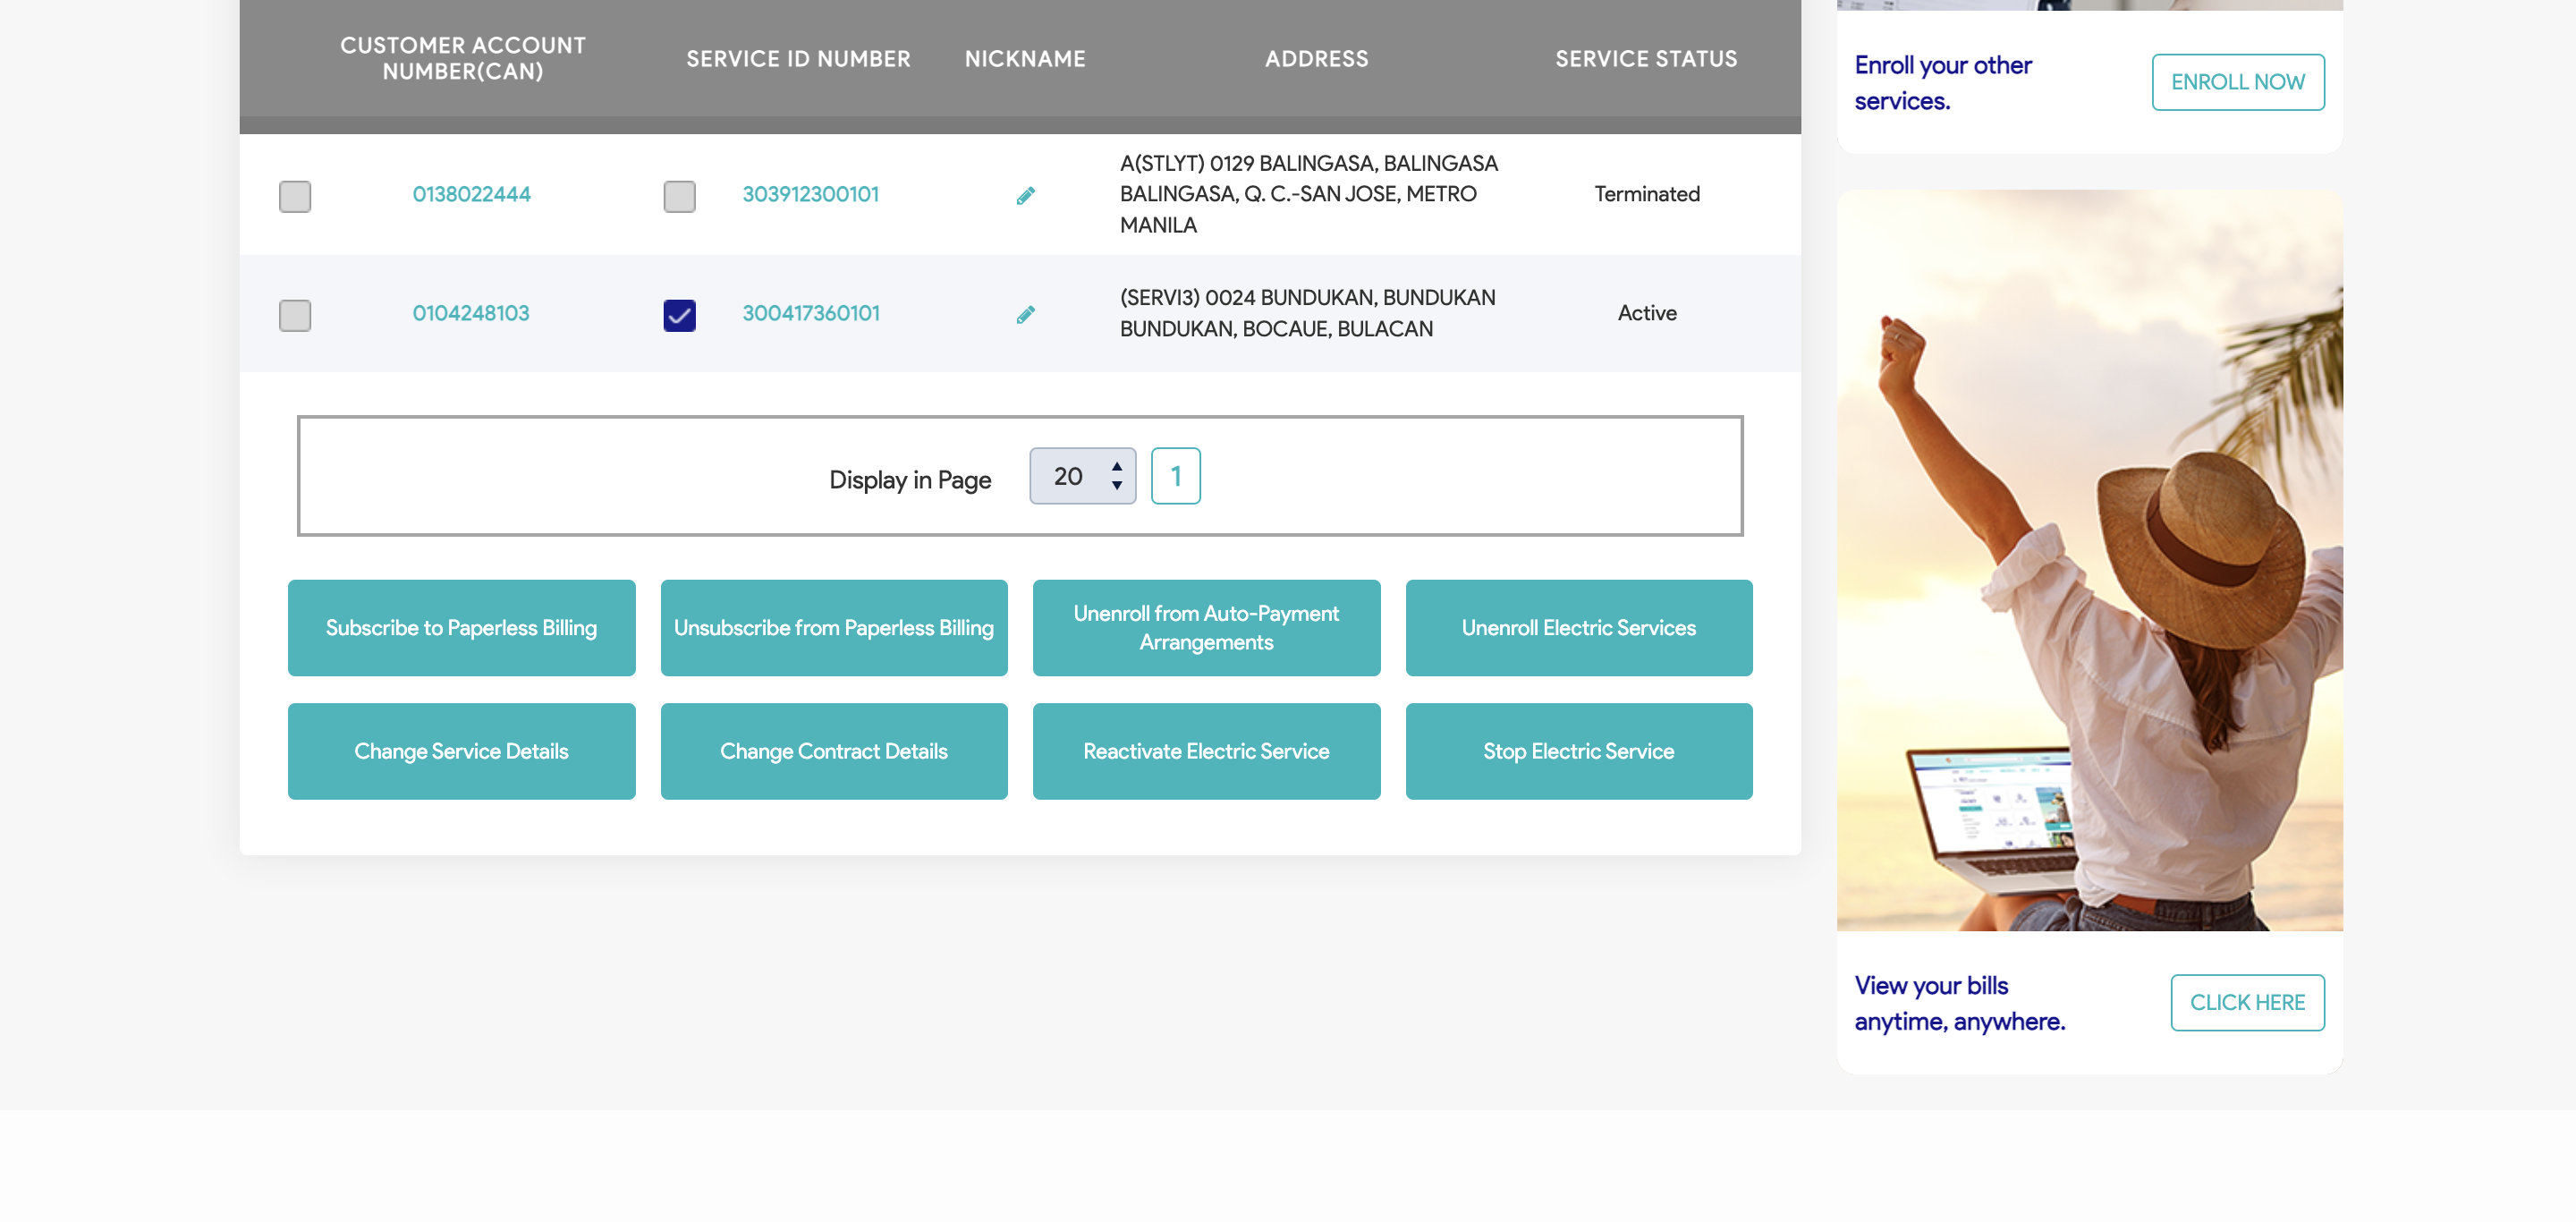 CUSTOMER ACCOUNT
NUMBER(CAN)
SERVICE ID NUMBER
NICKNAME
ADDRESS
SERVICE STATUS
0138022444
303912300101
A(STLYT) 0129 BALINGASA, BALINGASA
BALINGASA, Q. C.-SAN JOSE, METRO
MANILA
Terminated
0104248103
300417360101
(SERVI3) 0024 BUNDUKAN, BUNDUKAN
BUNDUKAN, BOCAUE, BULACAN
Active
Display in Page
20
1
Subscribe to Paperless Billing
Unsubscribe from Paperless Billing
Unenroll from Auto-Payment
Arrangements
Unenroll Electric Services
Change Service Details
Change Contract Details
Reactivate Electric Service
Stop Electric Service
Enroll your other
services.
ENROLL NOW
View your bills
anytime, anywhere.
CLICK HERE